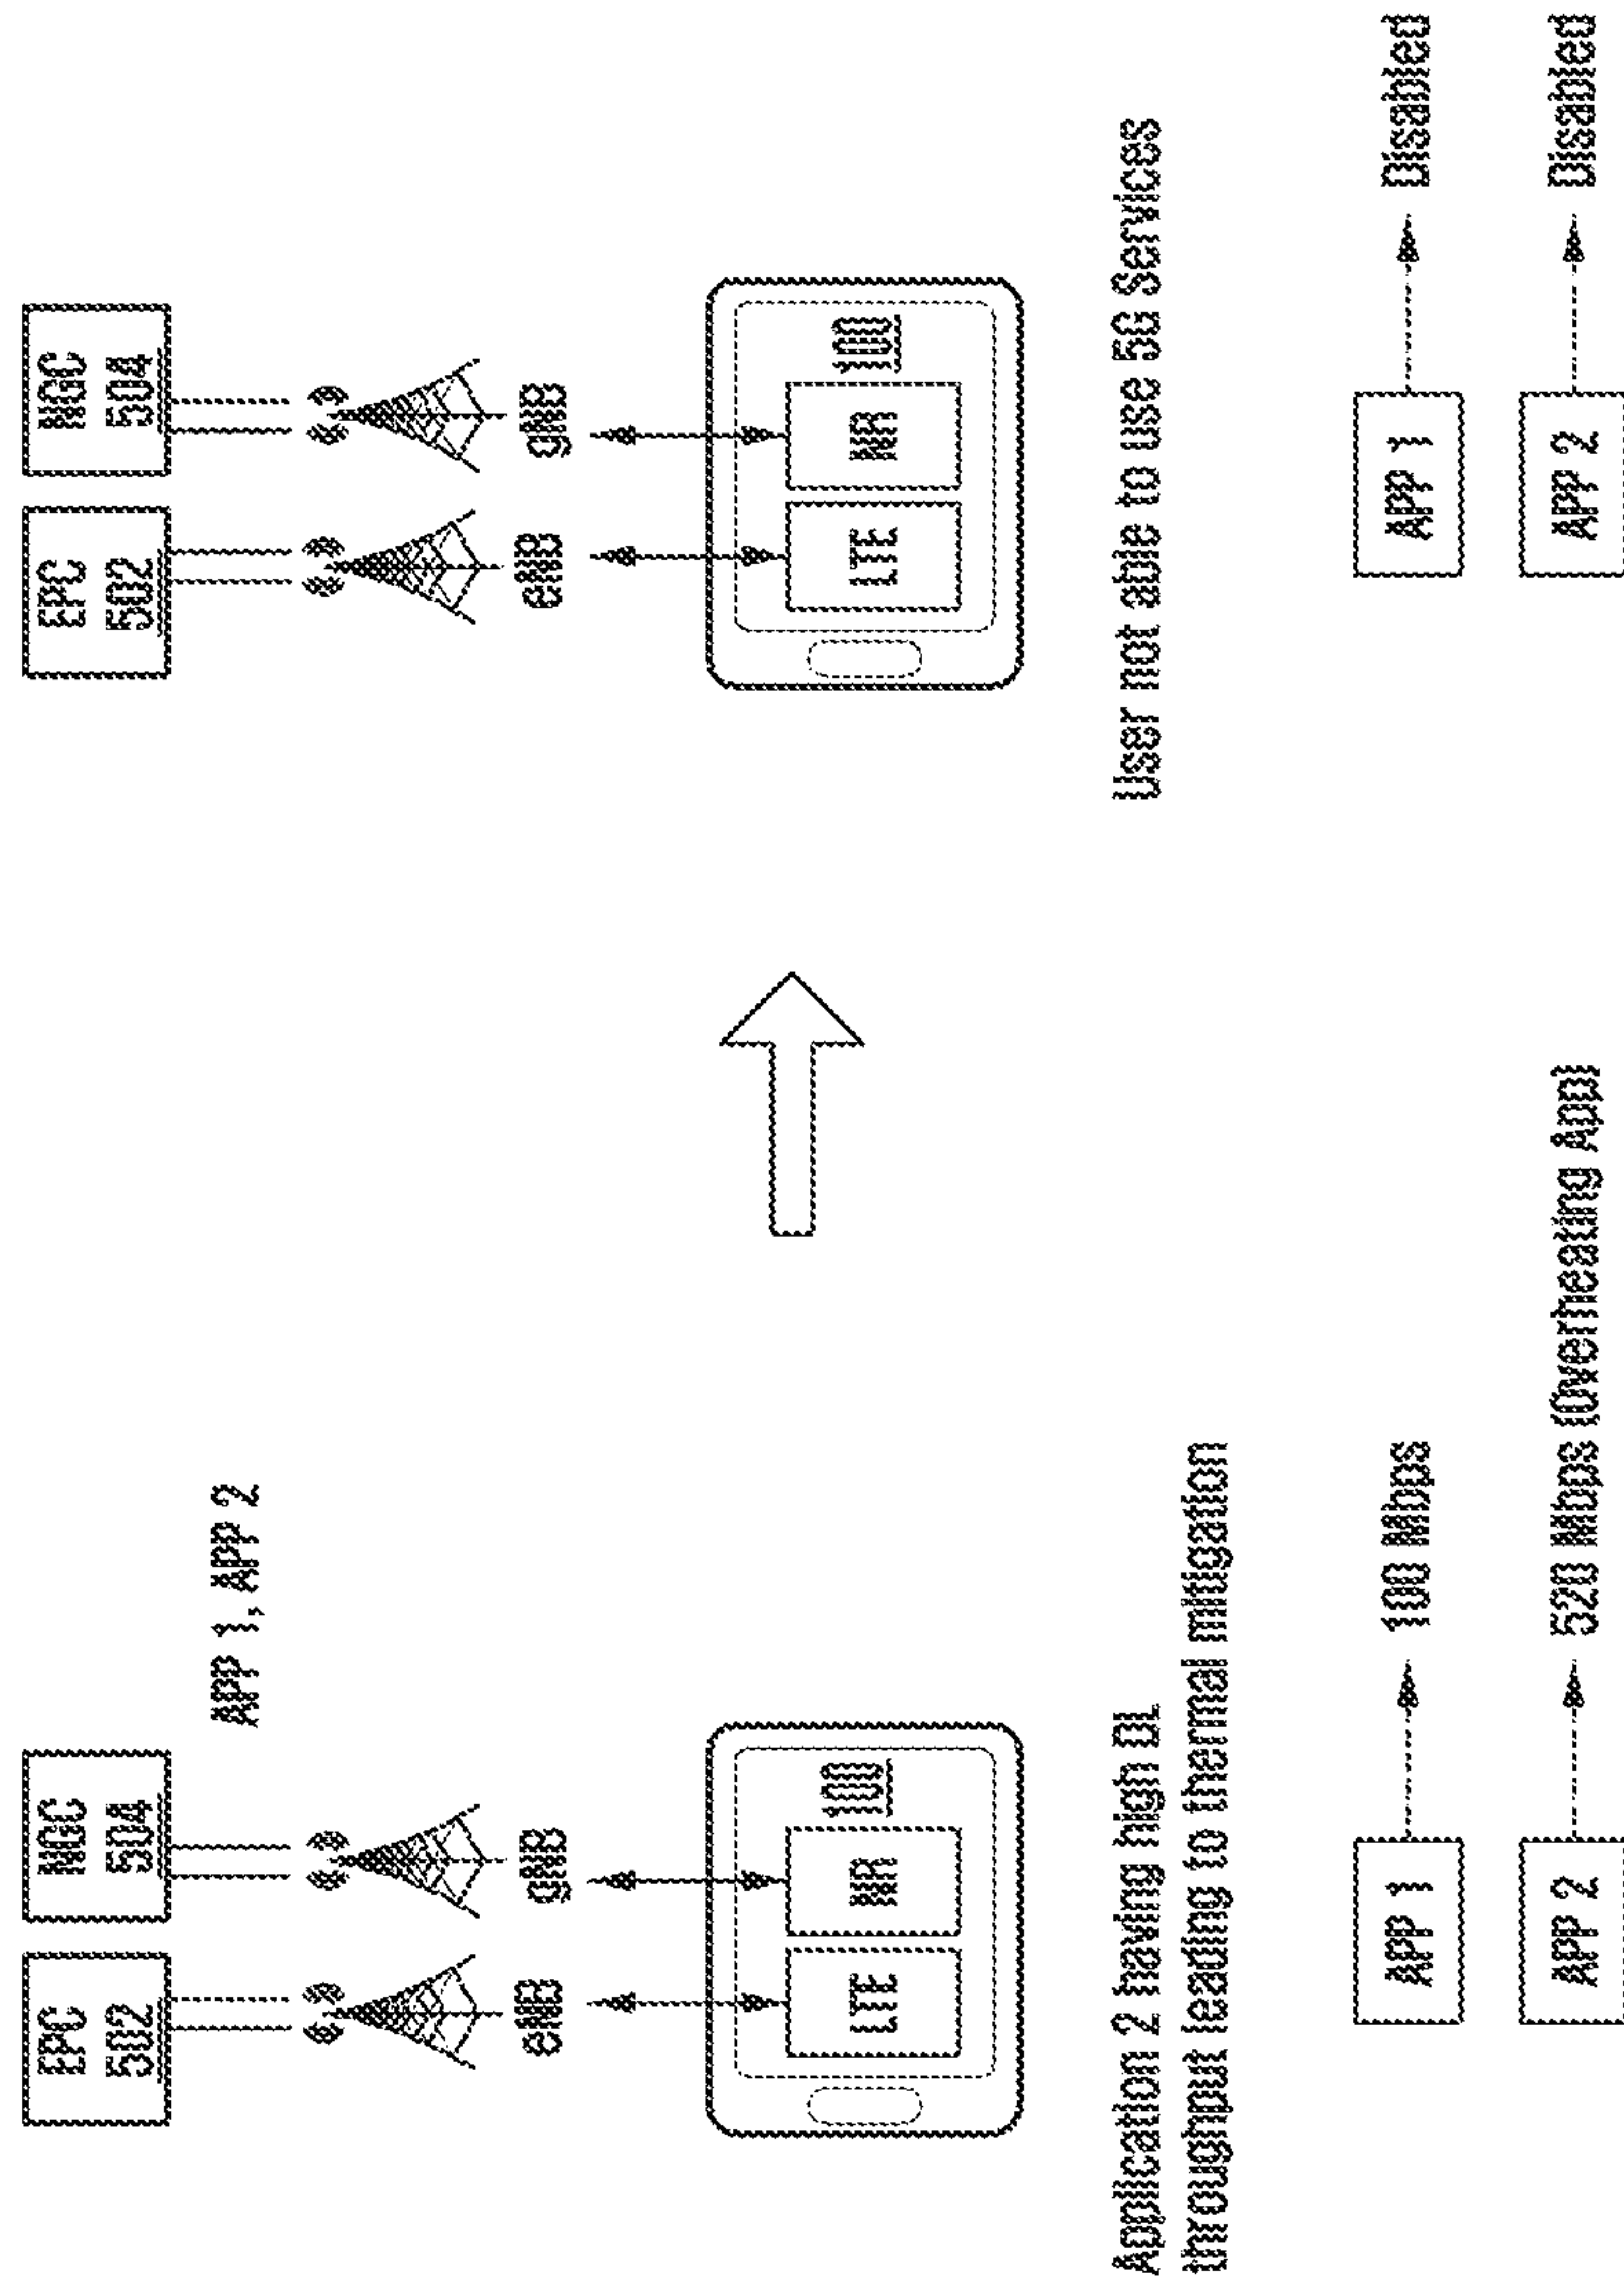 EPC
502
NGC
504
APP 1, APP 2
eNB
gNB
LTE
NR
100
Application 2 having high DL
throughput leading to thermal mitigation
APP 1
100 Mbps
APP 2
520 Mbps (Overheating App)
EPC
502
NGC
504
eNB
gNB
LTE
NR
100
User not able to use 5G Services
APP 1
Disabled
APP 2
Disabled